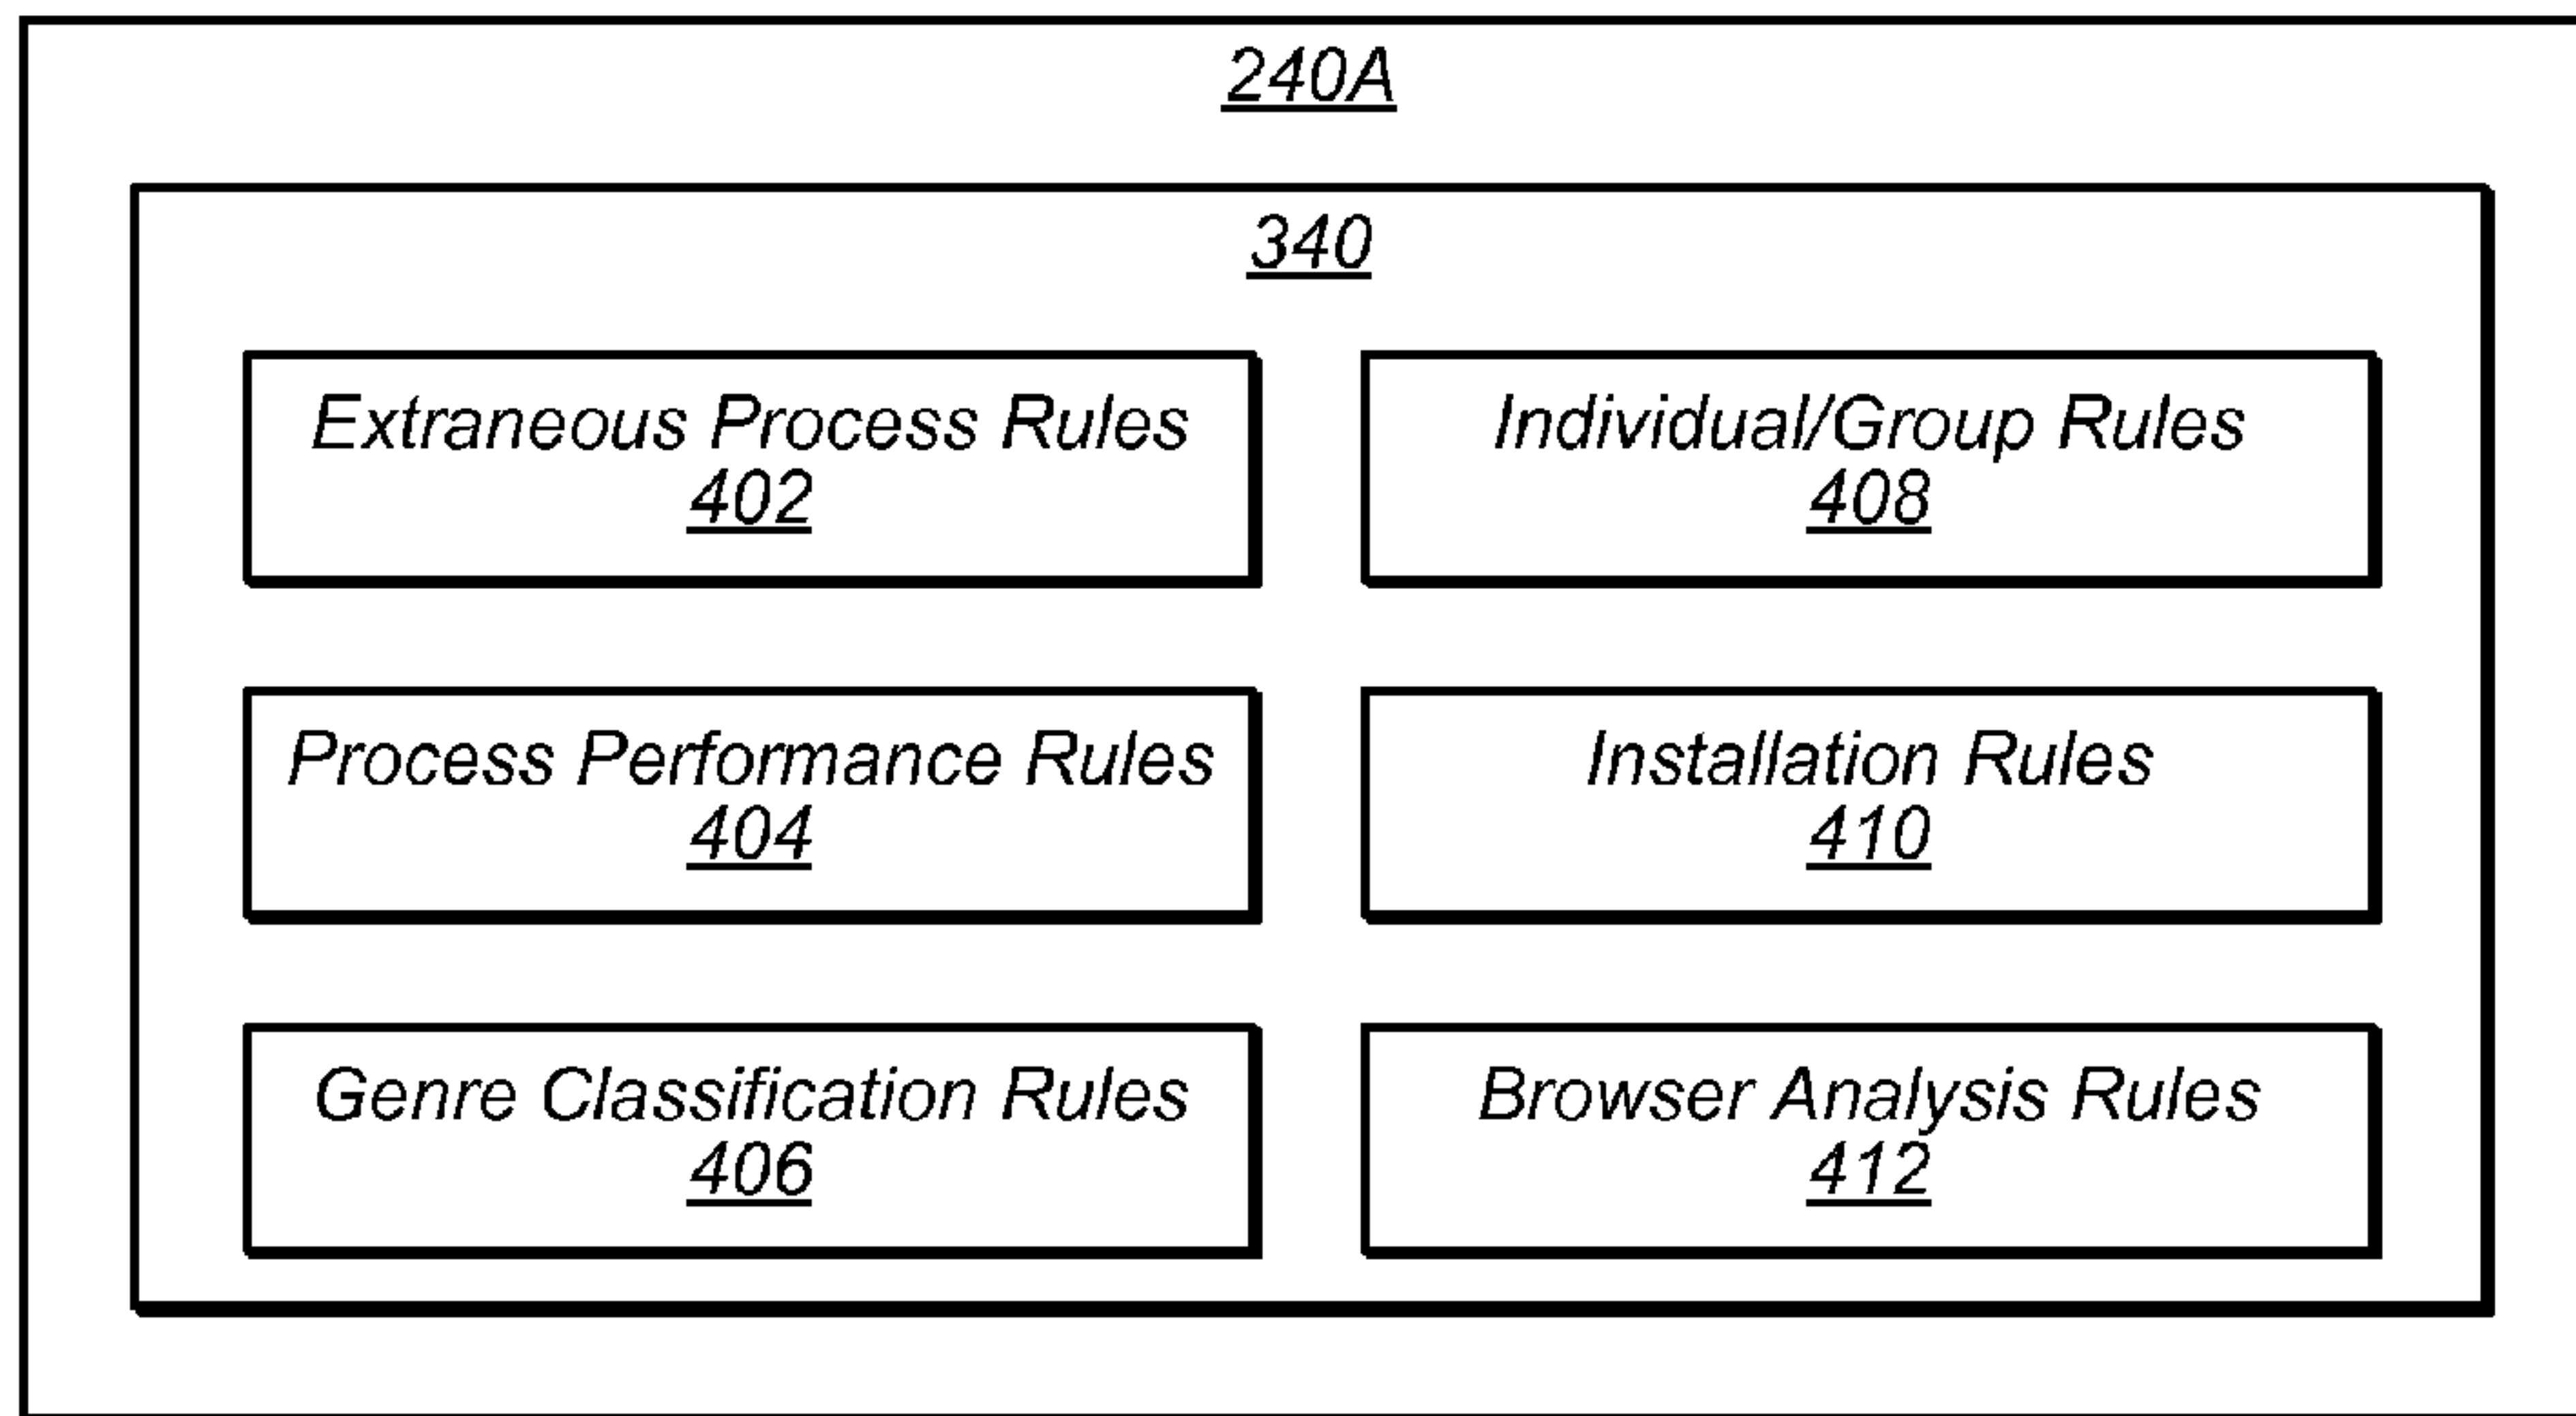 240A
340
Extraneous Process Rules
402
Individual/Group Rules
408
Process Performance Rules
404
Installation Rules
410
Genre Classification Rules
406
Browser Analysis Rules
412